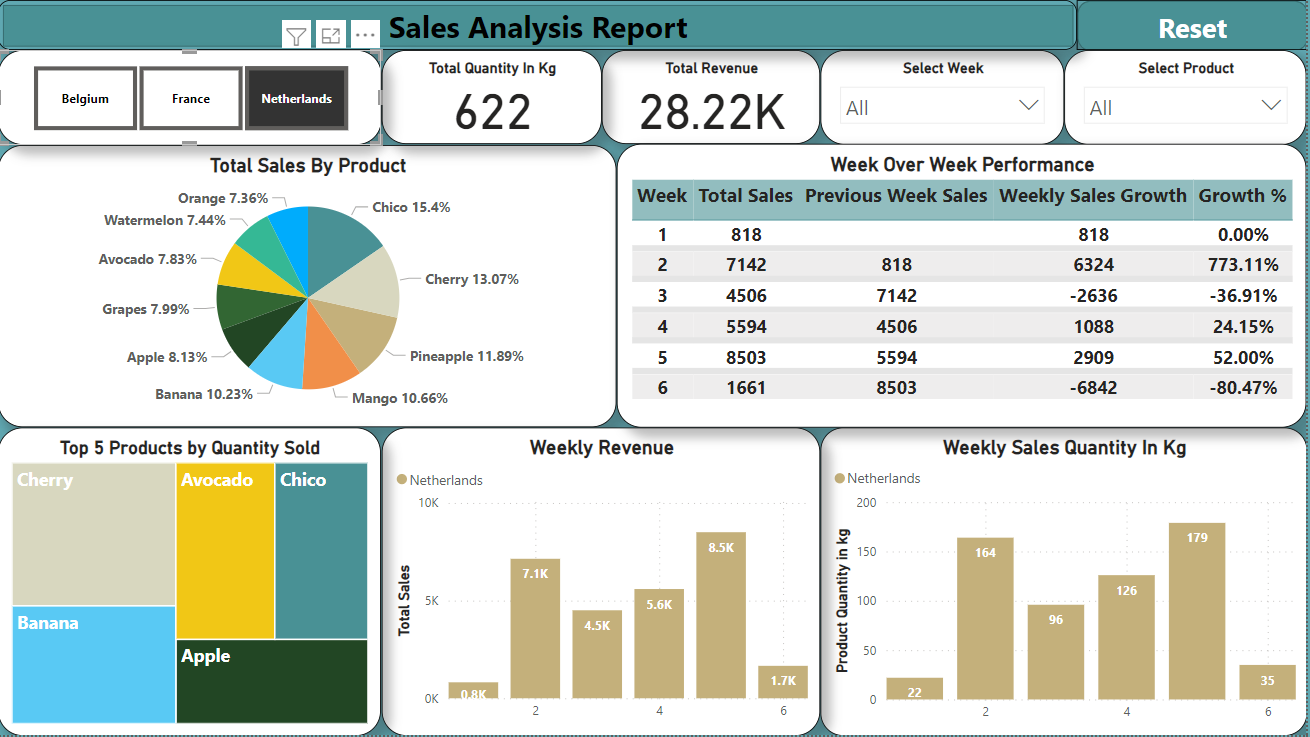 Sales Analysis Report
Reset
Belgium
France
Netherlands
Total Quantity In Kg
622
Total Revenue
28.22K
Select Week
All
Select Product
All
Total Sales By Product
Orange 7.36%
Watermelon 7.44%
Avocado 7.83%
Grapes 7.99%
Apple 8.13%
Banana 10.23%
Chico 15.4%
Cherry 13.07%
Pineapple 11.89%
Mango 10.66%
Week Over Week Performance
Week Total Sales Previous Week Sales Weekly Sales Growth Growth %
1 818 818 0.00%
2 7142 818 6324 773.11%
3 4506 7142 -2636 -36.91%
4 5594 4506 1088 24.15%
5 8503 5594 2909 52.00%
6 1661 8503 -6842 -80.47%
Top 5 Products by Quantity Sold
Cherry
Avocado
Chico
Banana
Apple
Weekly Revenue
Netherlands
Total Sales
10K
5K
0K
0.8K
7.1K
4.5K
5.6K
8.5K
1.7K
2
4
6
Weekly Sales Quantity In Kg
Netherlands
Product Quantity in kg
200
150
100
50
0
22
164
96
126
179
35
2
4
6